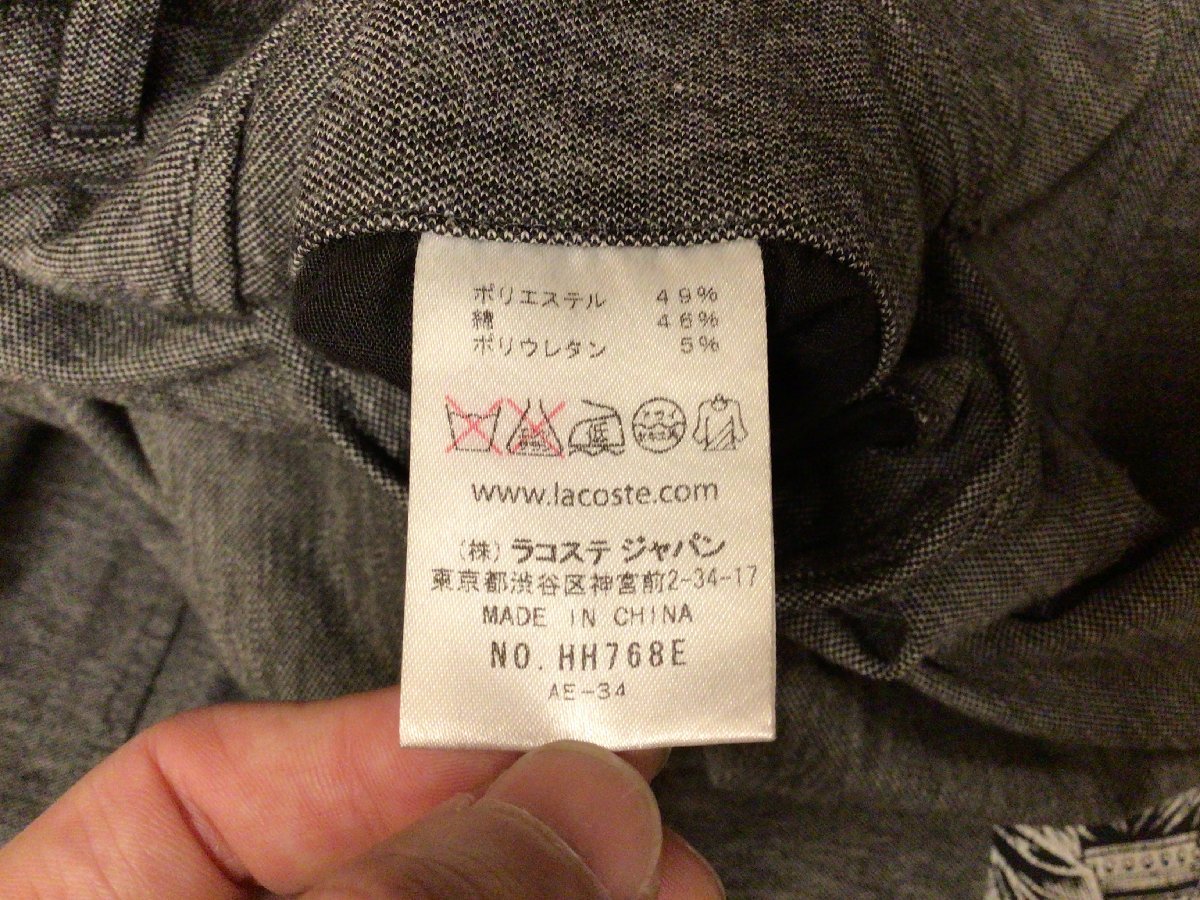 ポリエステル 49%
綿 46%
ポリウレタン 5%
低
www.lacoste.com
(株) ラコステ ジャパン
東京都渋谷区神宮前2-34-17
MADE IN CHINA
NO. HH768E
AE-34